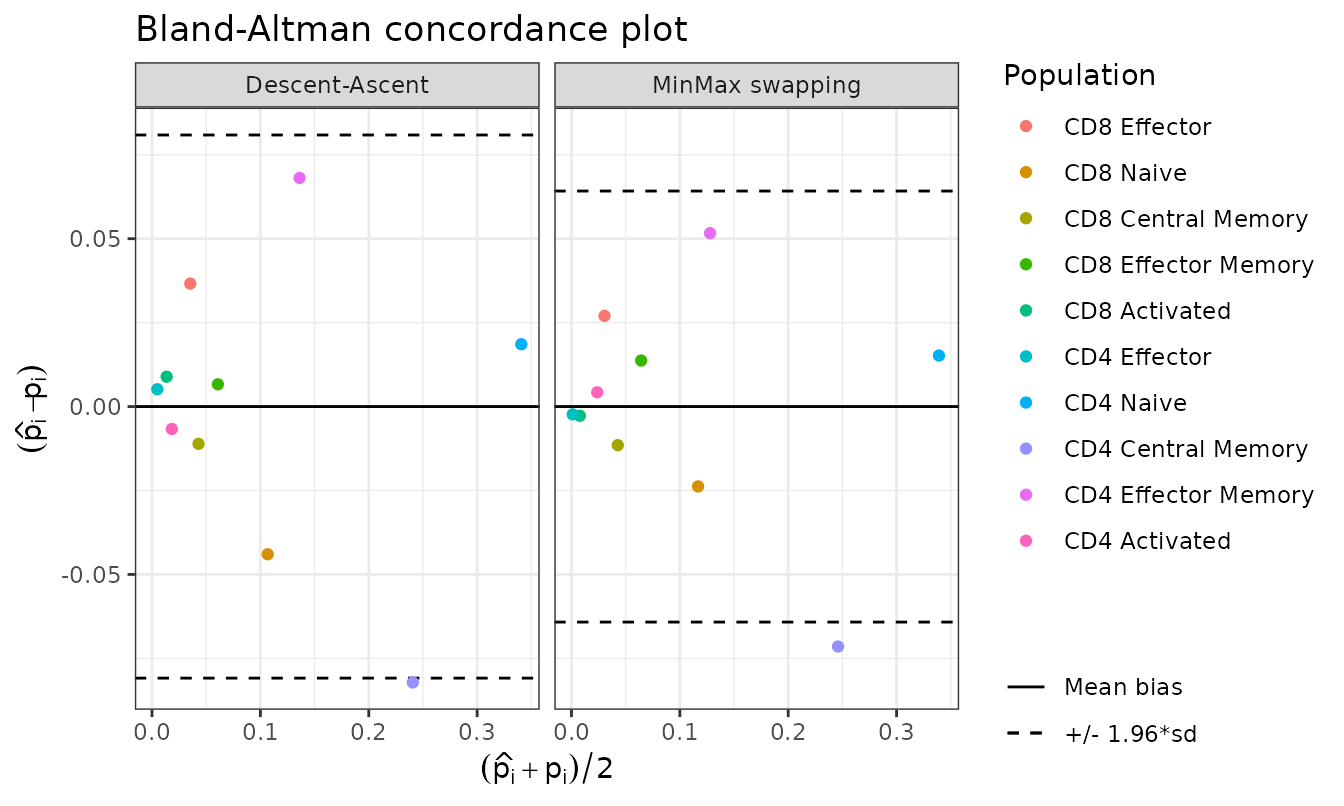 Bland-Altman concordance plot
Descent-Ascent
MinMax swapping
0.05
0.00
-0.05
(p̂ᵢ−pᵢ)
0.0 0.1 0.2 0.3
0.0 0.1 0.2 0.3
(p̂ᵢ + pᵢ)/2
Population
CD8 Effector
CD8 Naive
CD8 Central Memory
CD8 Effector Memory
CD8 Activated
CD4 Effector
CD4 Naive
CD4 Central Memory
CD4 Effector Memory
CD4 Activated
Mean bias
+/- 1.96*sd